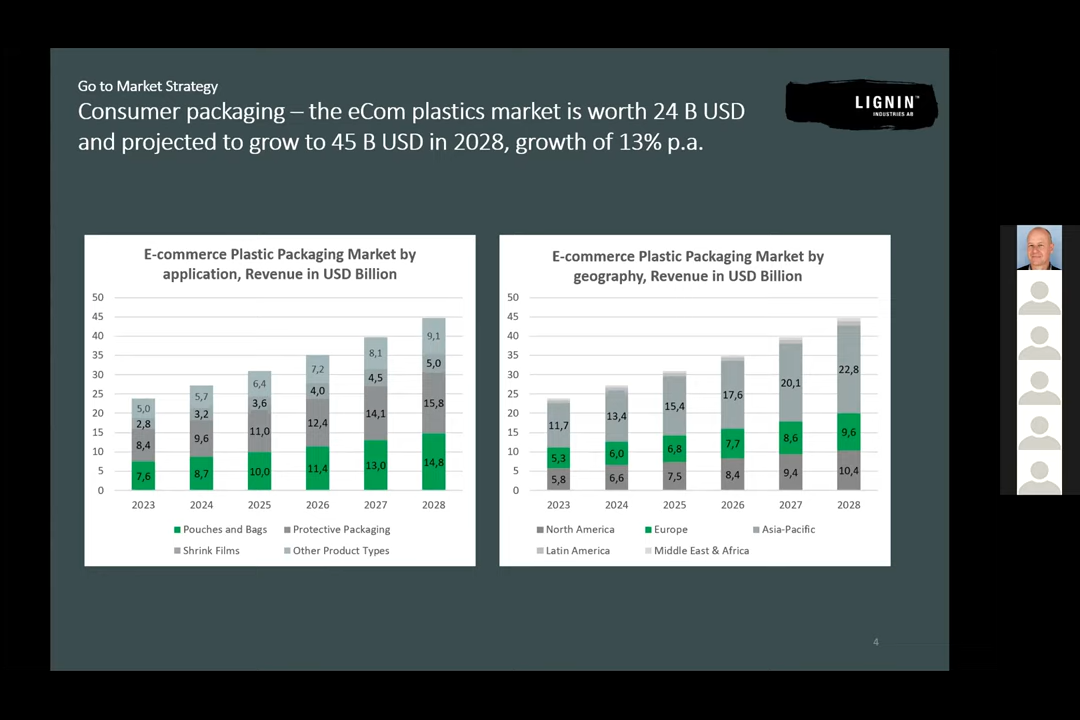 Go to Market Strategy
Consumer packaging – the eCom plastics market is worth 24 B USD
and projected to grow to 45 B USD in 2028, growth of 13% p.a.
LIGNIN™
INDUSTRIES AB
E-commerce Plastic Packaging Market by
application, Revenue in USD Billion
50
45
40
35
30
25
20
15
10
5
0
5,0 5,7 6,4 7,2 8,1 9,1
2,8 3,2 3,6 4,0 4,5 5,0
8,4 9,6 11,0 12,4 14,1 15,8
7,6 8,7 10,0 11,4 13,0 14,8
2023 2024 2025 2026 2027 2028
Pouches and Bags Protective Packaging
Shrink Films Other Product Types
E-commerce Plastic Packaging Market by
geography, Revenue in USD Billion
50
45
40
35
30
25
20
15
10
5
0
11,7 13,4 15,4 17,6 20,1 22,8
5,3 6,0 6,8 7,7 8,6 9,6
5,8 6,6 7,5 8,4 9,4 10,4
2023 2024 2025 2026 2027 2028
North America Europe Asia-Pacific
Latin America Middle East & Africa
4